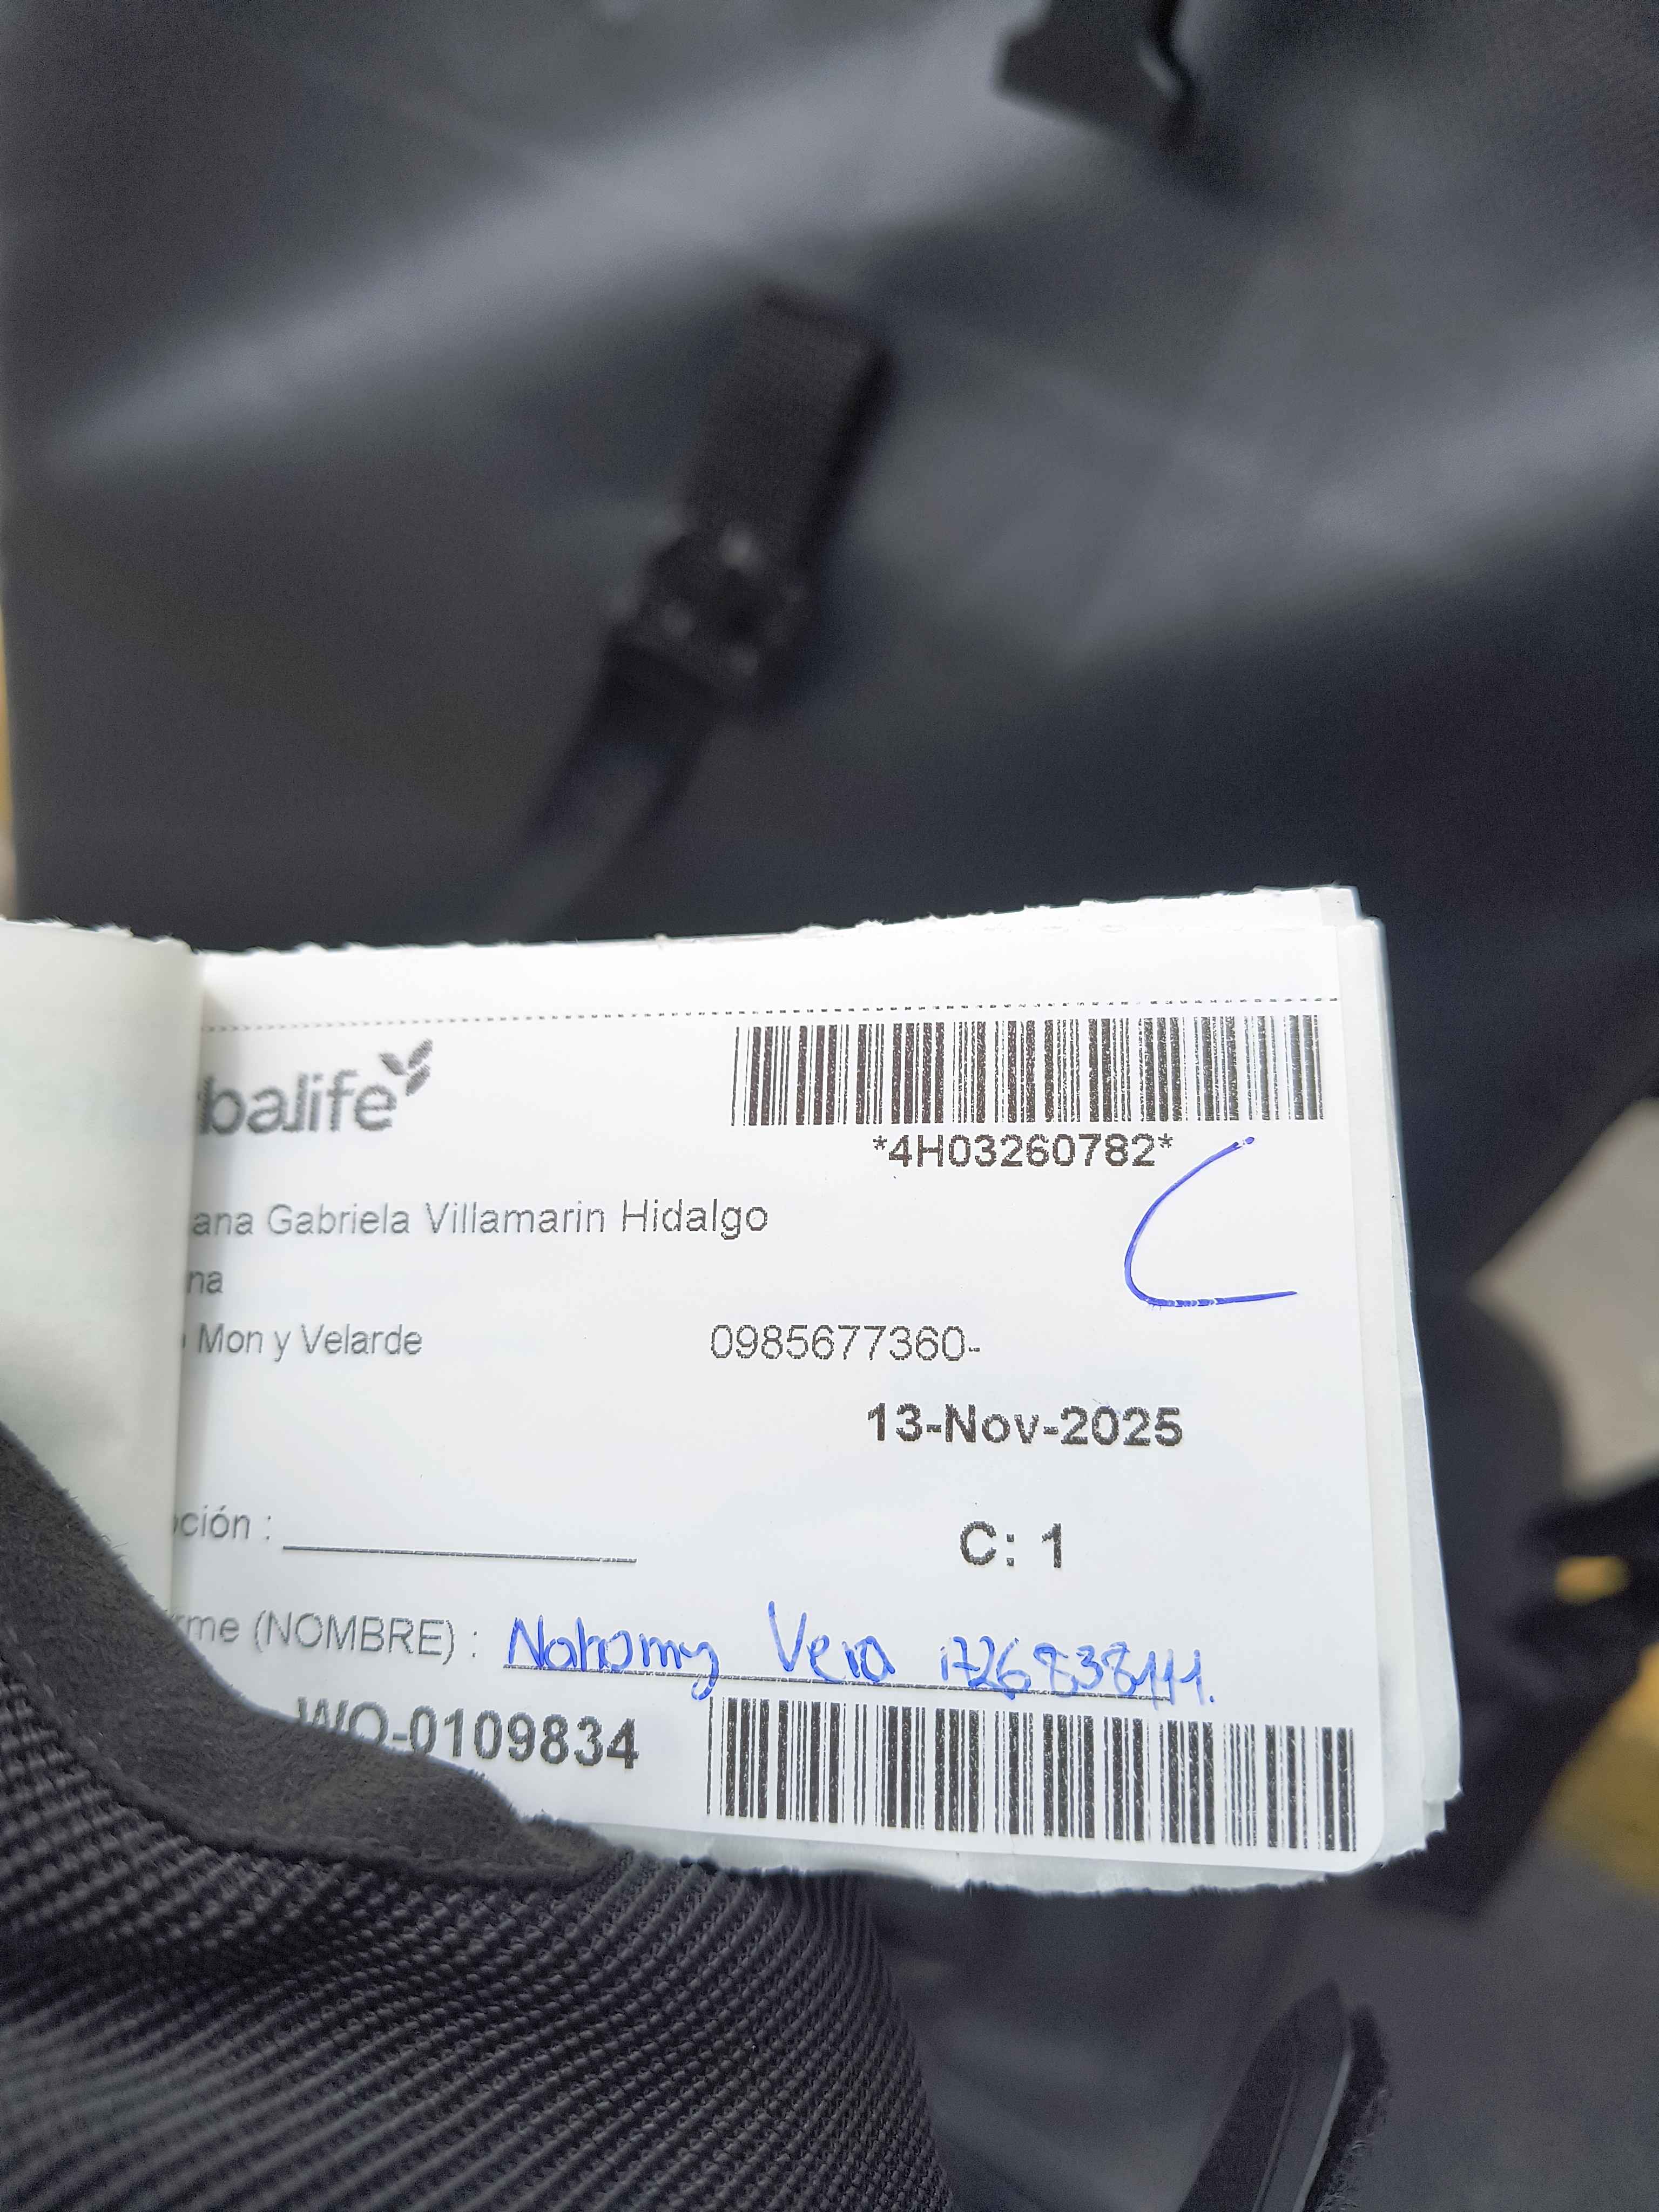 balife
*4H03260782*
ana Gabriela Villamarin Hidalgo
na
Mon y Velarde 0985677360-
13-Nov-2025
ción :
C: 1
rme (NOMBRE) : Nahomy Vera
WO-0109834